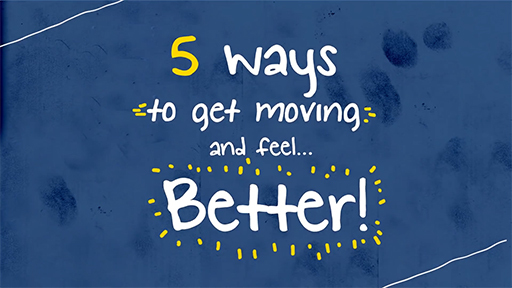 5 ways
to get moving
and feel...
Better!